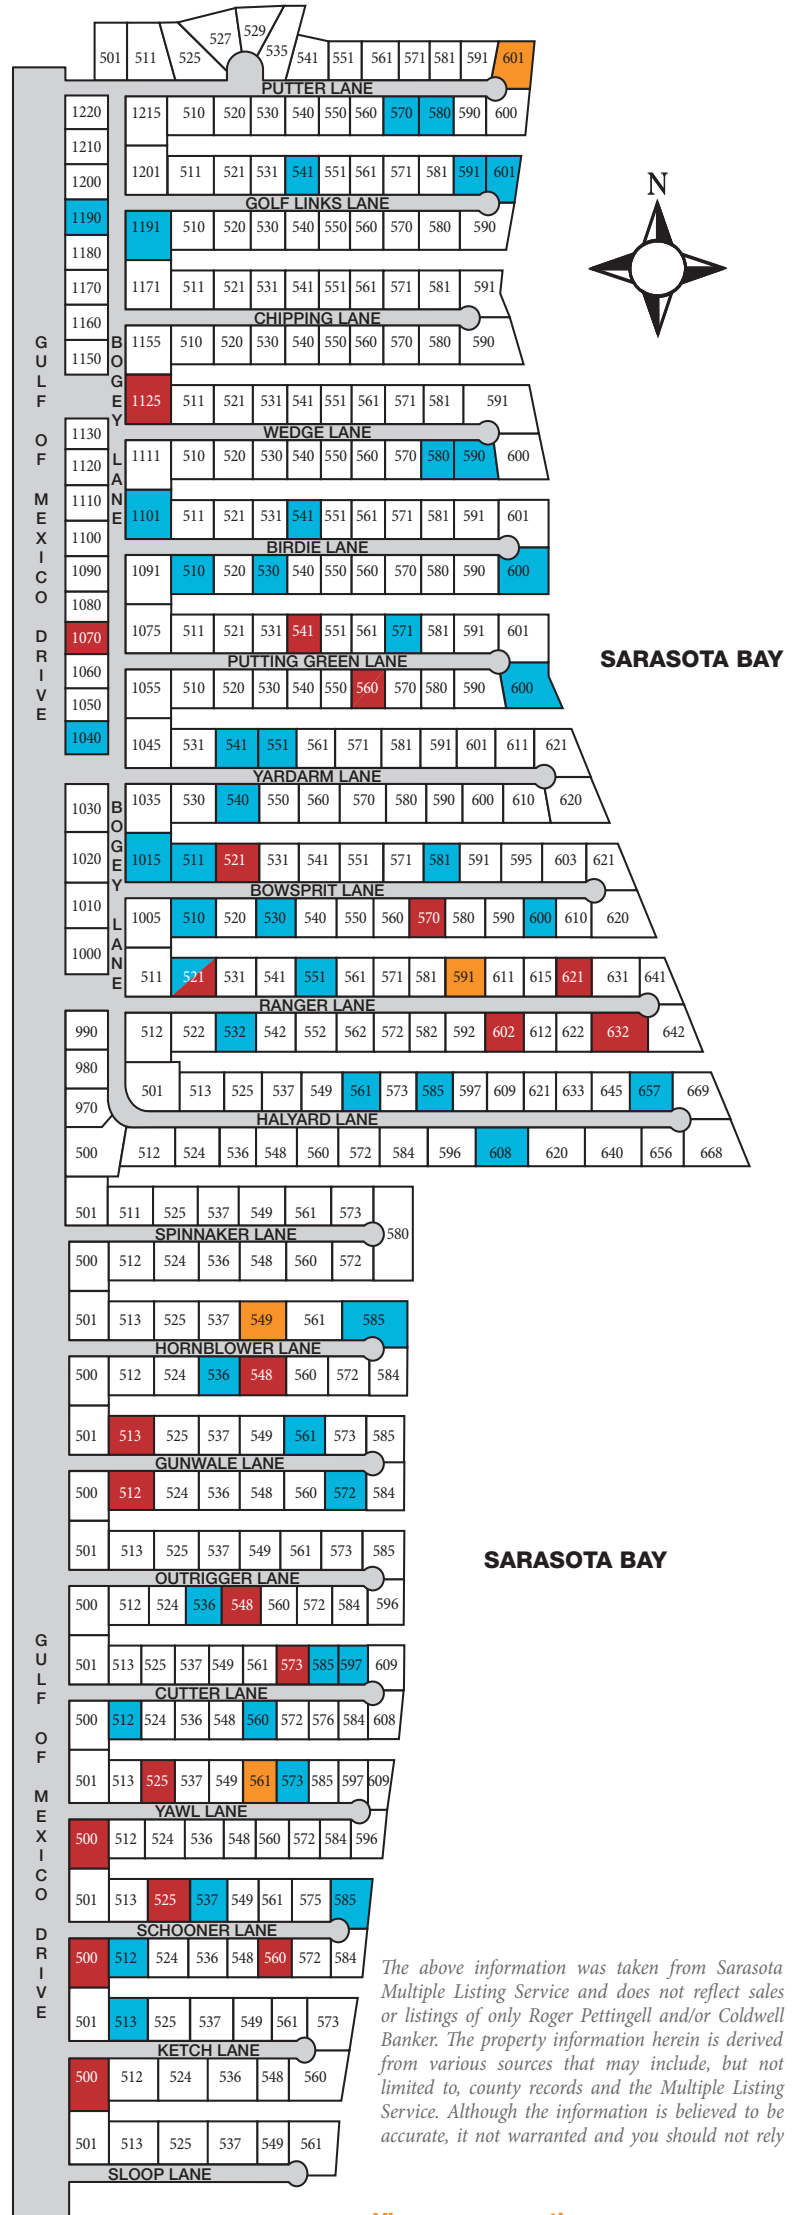 501 511 525 527 529 535 541 551 561 571 581 591 601
PUTTER LANE
1220 1215 510 520 530 540 550 560 570 580 590 600
1210
1200 1201 511 521 531 541 551 561 571 581 591 601
GOLF LINKS LANE
1190 1191 510 520 530 540 550 560 570 580 590
1180
1170 1171 511 521 531 541 551 561 571 581 591
CHIPPING LANE
1160
1150 1155 510 520 530 540 550 560 570 580 590
1125 511 521 531 541 551 561 571 581 591
WEDGE LANE
1130
1120 1111 510 520 530 540 550 560 570 580 590 600
1110 1101 511 521 531 541 551 561 571 581 591 601
1100
BIRDIE LANE
1090 1091 510 520 530 540 550 560 570 580 590 600
1080
1070 1075 511 521 531 541 551 561 571 581 591 601
PUTTING GREEN LANE
1060
1050 1055 510 520 530 540 550 560 570 580 590 600
1040 1045 531 541 551 561 571 581 591 601 611 621
YARDARM LANE
1030 1035 530 540 550 560 570 580 590 600 610 620
1020 1015 511 521 531 541 551 571 581 591 595 603 621
BOWSPRIT LANE
1010 1005 510 520 530 540 550 560 570 580 590 600 610 620
1000
511 521 531 541 551 561 571 581 591 611 615 621 631 641
RANGER LANE
990 512 522 532 542 552 562 572 582 592 602 612 622 632 642
980
970 501 513 525 537 549 561 573 585 597 609 621 633 645 657 669
HALYARD LANE
500 512 524 536 548 560 572 584 596 608 620 640 656 668
GULF OF MEXICO DRIVE
BOGEY LANE
BOGEY LANE
N
SARASOTA BAY
501 511 525 537 549 561 573 580
SPINNAKER LANE
500 512 524 536 548 560 572
501 513 525 537 549 561 585
HORNBLOWER LANE
500 512 524 536 548 560 572 584
501 513 525 537 549 561 573 585
GUNWALE LANE
500 512 524 536 548 560 572 584
501 513 525 537 549 561 573 585
OUTRIGGER LANE
500 512 524 536 548 560 572 584 596
501 513 525 537 549 561 573 585 597 609
CUTTER LANE
500 512 524 536 548 560 572 576 584 608
501 513 525 537 549 561 573 585 597 609
YAWL LANE
500 512 524 536 548 560 572 584 596
501 513 525 537 549 561 575 585
SCHOONER LANE
500 512 524 536 548 560 572 584
501 513 525 537 549 561 573
KETCH LANE
500 512 524 536 548 560
501 513 525 537 549 561
SLOOP LANE
GULF OF MEXICO DRIVE
SARASOTA BAY
The above information was taken from Sarasota
Multiple Listing Service and does not reflect sales
or listings of only Roger Pettingell and/or Coldwell
Banker. The property information herein is derived
from various sources that may include, but not
limited to, county records and the Multiple Listing
Service. Although the information is believed to be
accurate, it not warranted and you should not rely